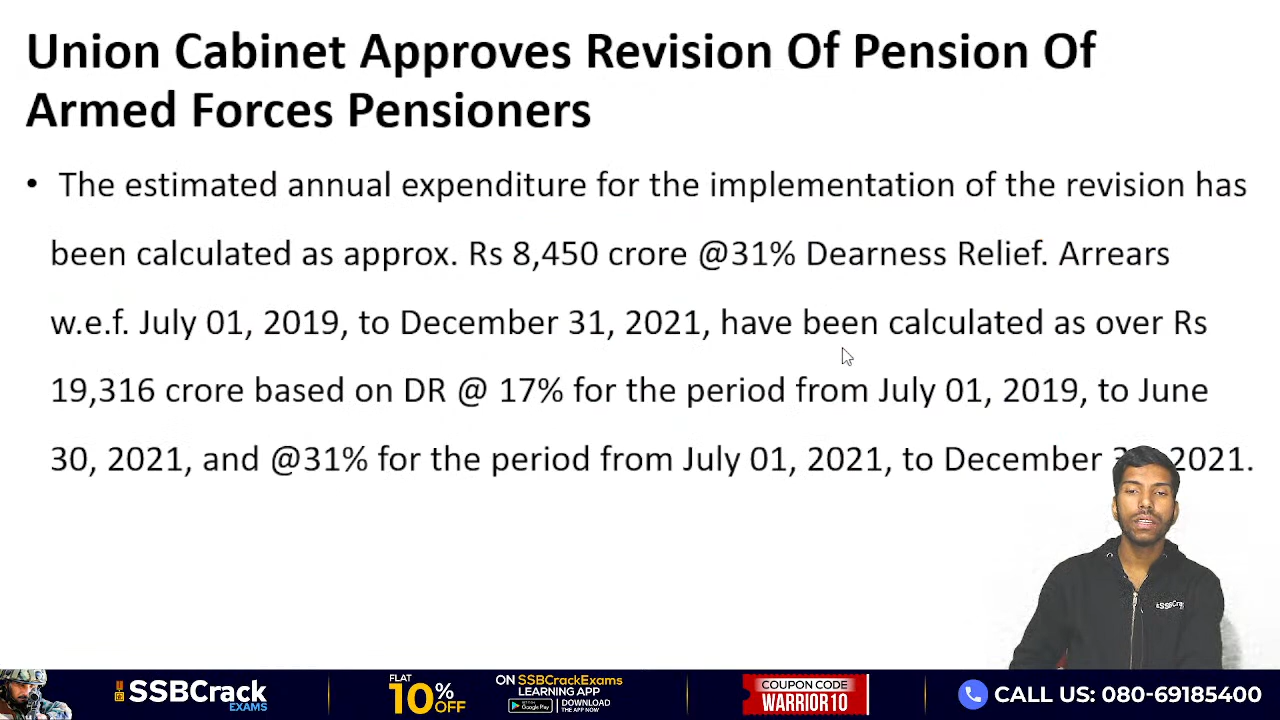 Union Cabinet Approves Revision Of Pension Of
Armed Forces Pensioners
• The estimated annual expenditure for the implementation of the revision has
been calculated as approx. Rs 8,450 crore @31% Dearness Relief. Arrears
w.e.f. July 01, 2019, to December 31, 2021, have been calculated as over Rs
19,316 crore based on DR @ 17% for the period from July 01, 2019, to June
30, 2021, and @31% for the period from July 01, 2021, to December 2021.
SSBCrack
SSBCrack
EXAMS
FLAT
10% OFF
ON SSBCrackExams
LEARNING APP
GET IT ON
Google Play
DOWNLOAD
THE APP NOW
COUPON CODE
WARRIOR10
CALL US: 080-69185400